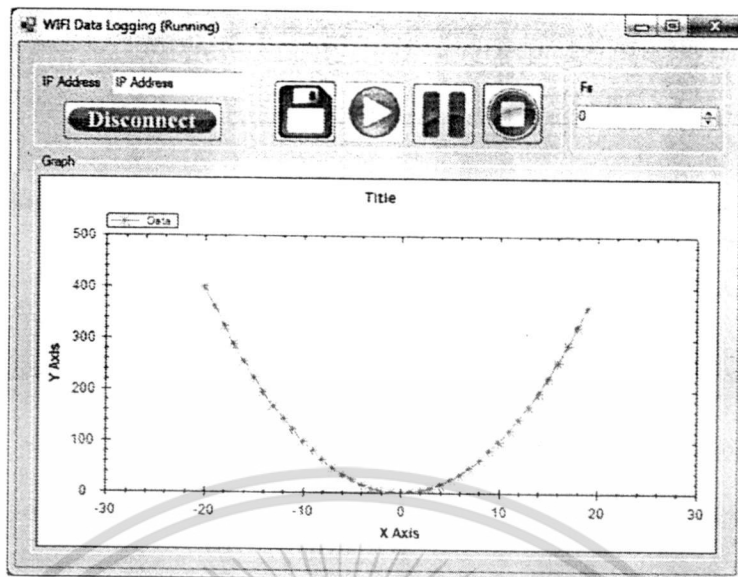 WIFI Data Logging (Running)
IP Address IP Address
Disconnect
Fs
0
Graph
Title
Data
500
400
300
200
100
0
Y Axis
-30 -20 -10 0 10 20 30
X Axis